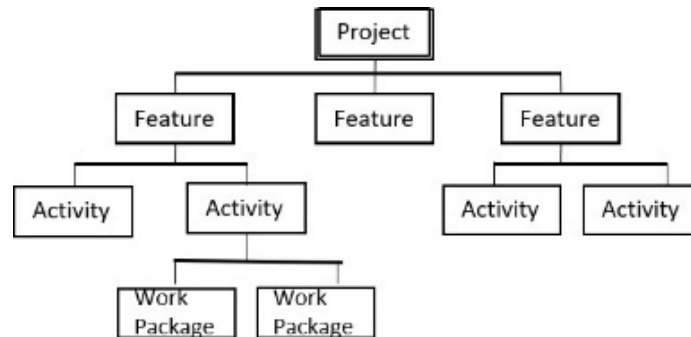 Project
Feature
Feature
Feature
Activity
Activity
Activity
Activity
Work
Package
Work
Package